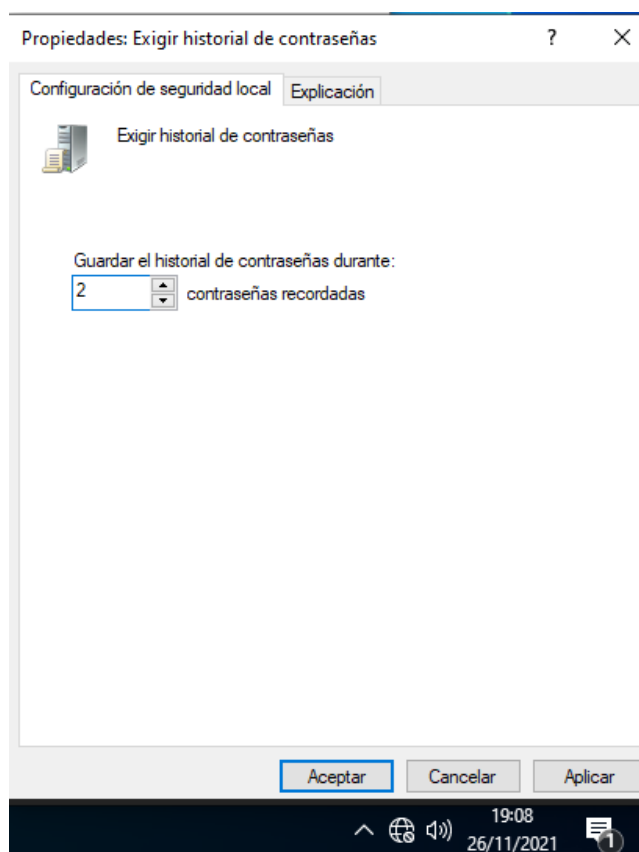 Propiedades: Exigir historial de contraseñas ? ×
Configuración de seguridad local Explicación
Exigir historial de contraseñas
Guardar el historial de contraseñas durante:
2 contraseñas recordadas
Aceptar Cancelar Aplicar
19:08
26/11/2021 1